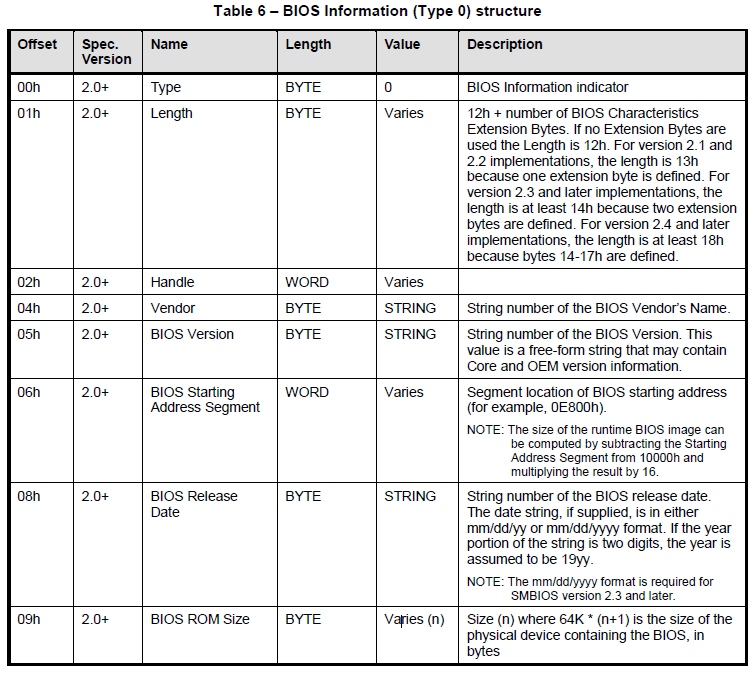 Table 6 – BIOS Information (Type 0) structure
Offset Spec. Version Name Length Value Description
00h 2.0+ Type BYTE 0 BIOS Information indicator
01h 2.0+ Length BYTE Varies 12h + number of BIOS Characteristics
Extension Bytes. If no Extension Bytes are
used the Length is 12h. For version 2.1 and
2.2 implementations, the length is 13h
because one extension byte is defined. For
version 2.3 and later implementations, the
length is at least 14h because two extension
bytes are defined. For version 2.4 and later
implementations, the length is at least 18h
because bytes 14-17h are defined.
02h 2.0+ Handle WORD Varies
04h 2.0+ Vendor BYTE STRING String number of the BIOS Vendor’s Name.
05h 2.0+ BIOS Version BYTE STRING String number of the BIOS Version. This
value is a free-form string that may contain
Core and OEM version information.
06h 2.0+ BIOS Starting Address Segment WORD Varies Segment location of BIOS starting address
(for example, 0E800h).
NOTE: The size of the runtime BIOS image can
be computed by subtracting the Starting
Address Segment from 10000h and
multiplying the result by 16.
08h 2.0+ BIOS Release Date BYTE STRING String number of the BIOS release date.
The date string, if supplied, is in either
mm/dd/yy or mm/dd/yyyy format. If the year
portion of the string is two digits, the year is
assumed to be 19yy.
NOTE: The mm/dd/yyyy format is required for
SMBIOS version 2.3 and later.
09h 2.0+ BIOS ROM Size BYTE Varies (n) Size (n) where 64K * (n+1) is the size of the
physical device containing the BIOS, in
bytes